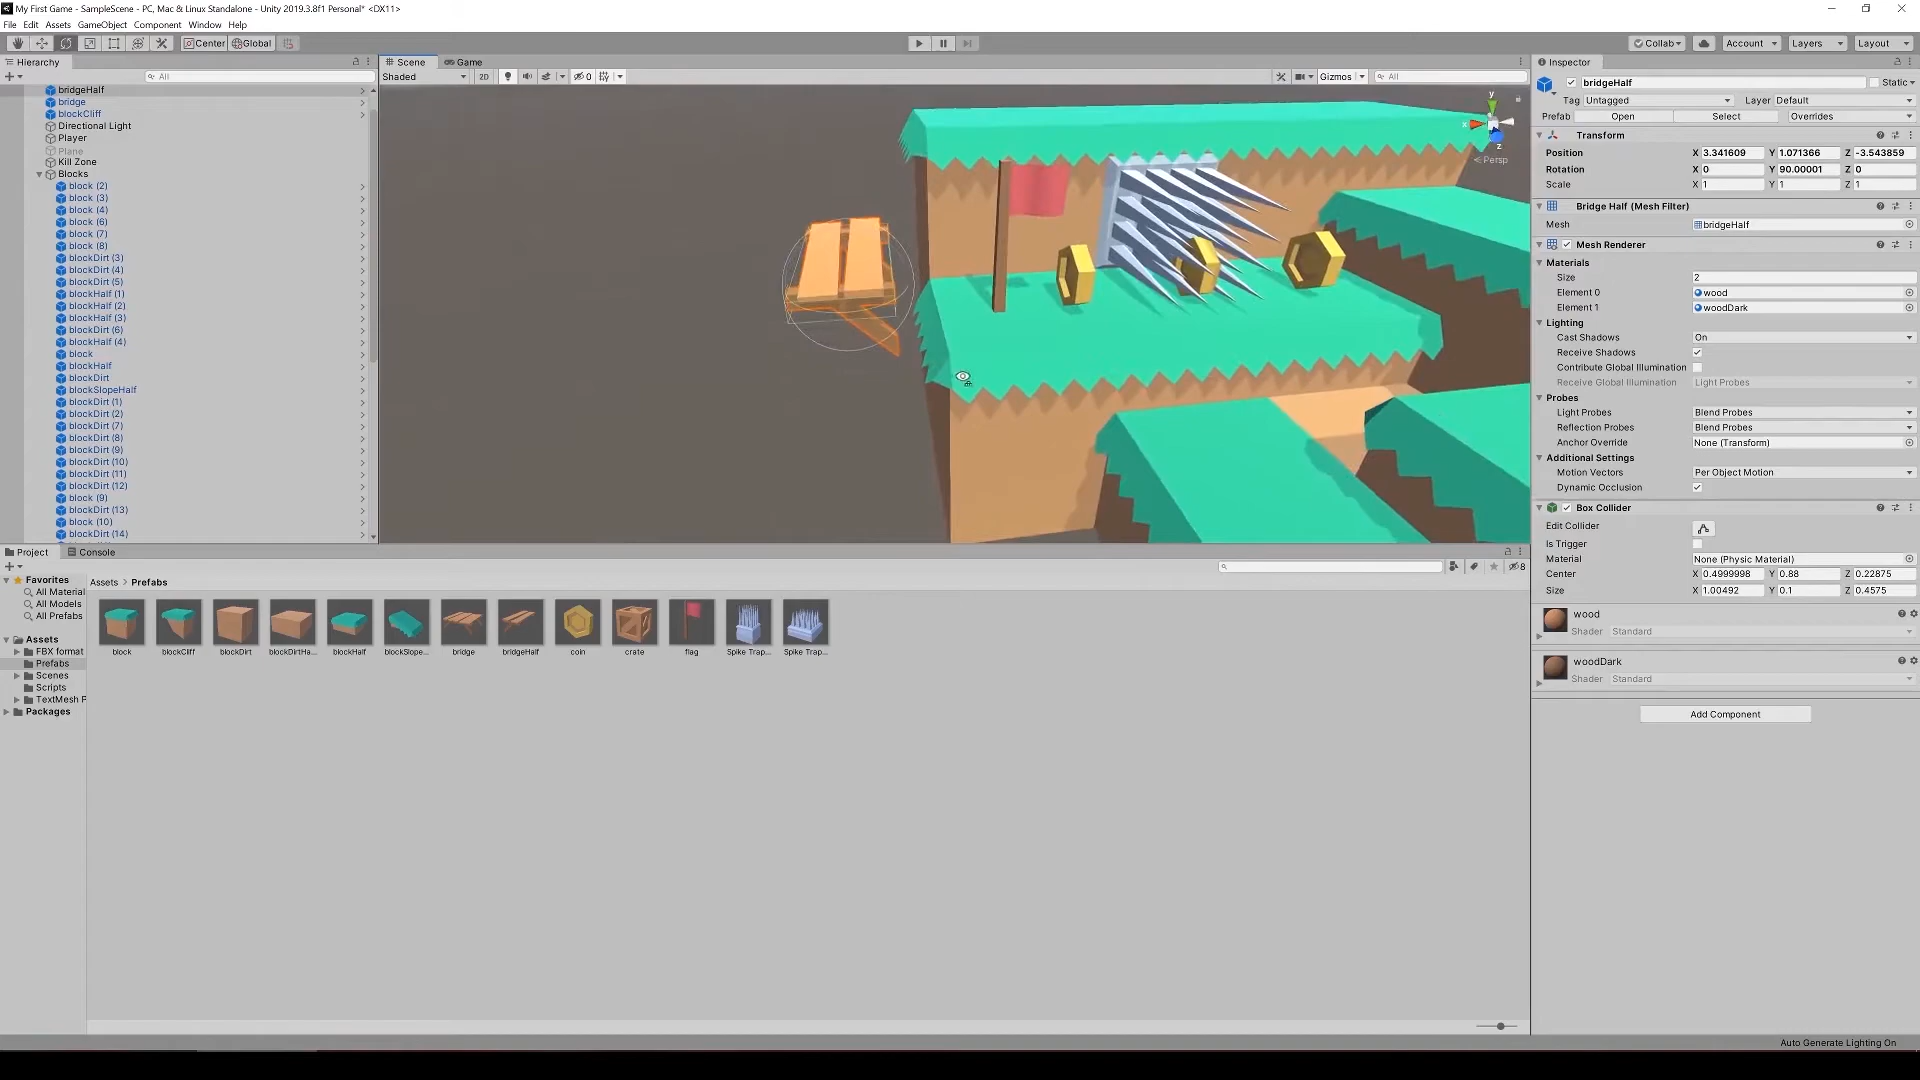 My First Game - SampleScene - PC, Mac & Linux Standalone - Unity 2019.3.8f1 Personal* <DX11>
File Edit Assets GameObject Component Window Help
Center Global Collab Account Layers Layout
Hierarchy
All
bridgeHalf
bridge
blockCliff
Directional Light
Player
Plane
Kill Zone
Blocks
block (2)
block (3)
block (4)
block (6)
block (7)
block (8)
blockDirt (3)
blockDirt (4)
blockDirt (5)
blockHalf (1)
blockHalf (2)
blockHalf (3)
blockDirt (6)
blockHalf (4)
block
blockHalf
blockDirt
blockSlopeHalf
blockDirt (1)
blockDirt (2)
blockDirt (7)
blockDirt (8)
blockDirt (9)
blockDirt (10)
blockDirt (11)
blockDirt (12)
block (9)
blockDirt (13)
block (10)
blockDirt (14)
Scene Game
Shaded 2D 0 Gizmos All
y
x
z
Persp
Inspector
bridgeHalf Static
Tag Untagged Layer Default
Prefab Open Select Overrides
Transform
Position X 3.341609 Y 1.071366 Z -3.543859
Rotation X 0 Y 90.00001 Z 0
Scale X 1 Y 1 Z 1
Bridge Half (Mesh Filter)
Mesh bridgeHalf
Mesh Renderer
Materials
Size 2
Element 0 wood
Element 1 woodDark
Lighting
Cast Shadows On
Receive Shadows
Contribute Global Illumination
Receive Global Illumination Light Probes
Probes
Light Probes Blend Probes
Reflection Probes Blend Probes
Anchor Override None (Transform)
Additional Settings
Motion Vectors Per Object Motion
Dynamic Occlusion
Box Collider
Edit Collider
Is Trigger
Material None (Physic Material)
Center X 0.4999998 Y 0.88 Z 0.22875
Size X 1.00492 Y 0.1 Z 0.4575
wood
Shader Standard
woodDark
Shader Standard
Add Component
Project Console
8
Favorites
All Material
All Models
All Prefabs
Assets
FBX format
Prefabs
Scenes
Scripts
TextMesh P
Packages
Assets > Prefabs
block blockCliff blockDirt blockDirtHa... blockHalf blockSlope... bridge bridgeHalf coin crate flag Spike Trap... Spike Trap...
Auto Generate Lighting On